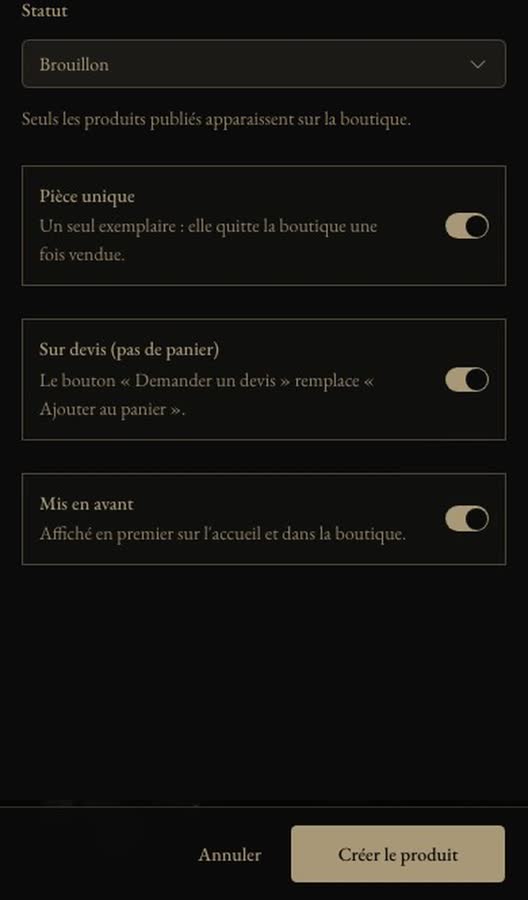 Statut
Brouillon
Seuls les produits publiés apparaissent sur la boutique.
Pièce unique
Un seul exemplaire : elle quitte la boutique une
fois vendue.
Sur devis (pas de panier)
Le bouton « Demander un devis » remplace «
Ajouter au panier ».
Mis en avant
Affiché en premier sur l'accueil et dans la boutique.
Annuler
Créer le produit